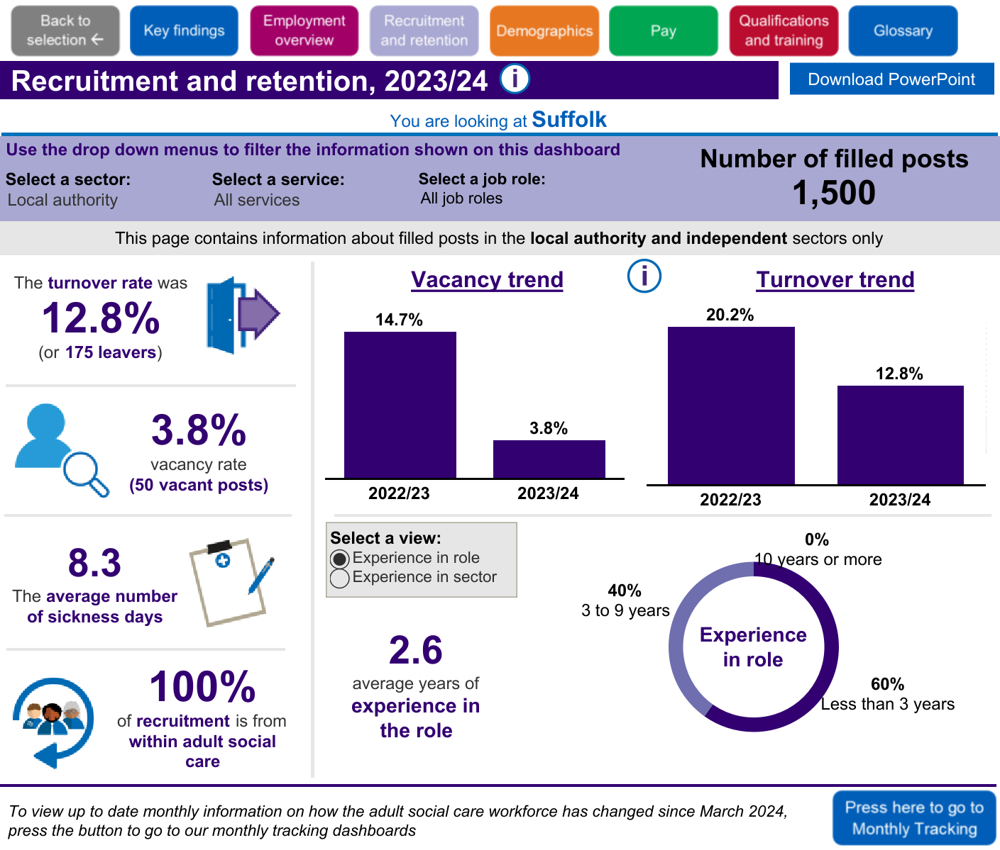 Back to
selection ←
Key findings
Employment
overview
Recruitment
and retention
Demographics
Pay
Qualifications
and training
Glossary
Recruitment and retention, 2023/24 i
Download PowerPoint
You are looking at Suffolk
Use the drop down menus to filter the information shown on this dashboard
Select a sector:
Local authority
Select a service:
All services
Select a job role:
All job roles
Number of filled posts
1,500
This page contains information about filled posts in the local authority and independent sectors only
The turnover rate was
12.8%
(or 175 leavers)
3.8%
vacancy rate
(50 vacant posts)
8.3
The average number
of sickness days
100%
of recruitment is from
within adult social
care
Vacancy trend
14.7%
3.8%
2022/23
2023/24
i
Turnover trend
20.2%
12.8%
2022/23
2023/24
Select a view:
Experience in role
Experience in sector
2.6
average years of
experience in
the role
0%
10 years or more
40%
3 to 9 years
Experience
in role
60%
Less than 3 years
To view up to date monthly information on how the adult social care workforce has changed since March 2024,
press the button to go to our monthly tracking dashboards
Press here to go to
Monthly Tracking